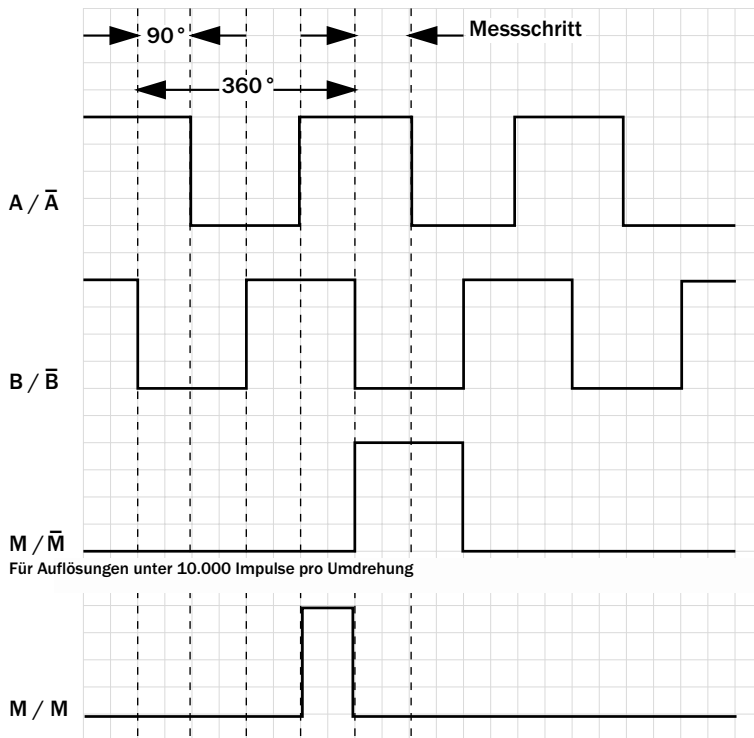 90°
Messschritt
360°
A / A̅
B / B̅
M / M̅
Für Auflösungen unter 10.000 Impulse pro Umdrehung
M / M